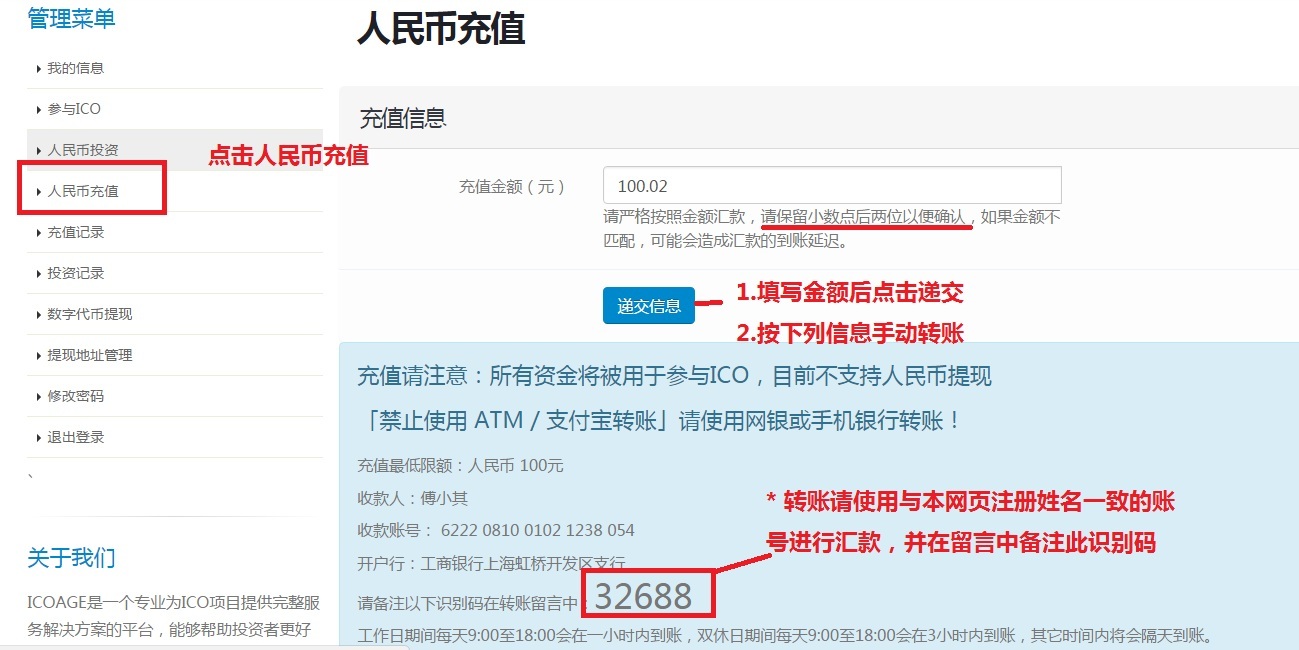 管理菜单
我的信息
参与ICO
人民币投资
人民币充值
充值记录
投资记录
数字代币提现
提现地址管理
修改密码
退出登录
、
关于我们
ICOAGE是一个专业为ICO项目提供完整服
务解决方案的平台，能够帮助投资者更好
点击人民币充值
人民币充值
充值信息
充值金额（元）
100.02
请严格按照金额汇款，请保留小数点后两位以便确认，如果金额不
匹配，可能会造成汇款的到账延迟。
递交信息
1.填写金额后点击递交
2.按下列信息手动转账
充值请注意：所有资金将被用于参与ICO，目前不支持人民币提现
「禁止使用 ATM / 支付宝转账」请使用网银或手机银行转账！
充值最低限额：人民币 100元
收款人：傅小其
收款账号： 6222 0810 0102 1238 054
开户行：工商银行上海虹桥开发区支行
请备注以下识别码在转账留言中：32688
* 转账请使用与本网页注册姓名一致的账
号进行汇款，并在留言中备注此识别码
工作日期间每天9:00至18:00会在一小时内到账，双休日期间每天9:00至18:00会在3小时内到账，其它时间内将会隔天到账。